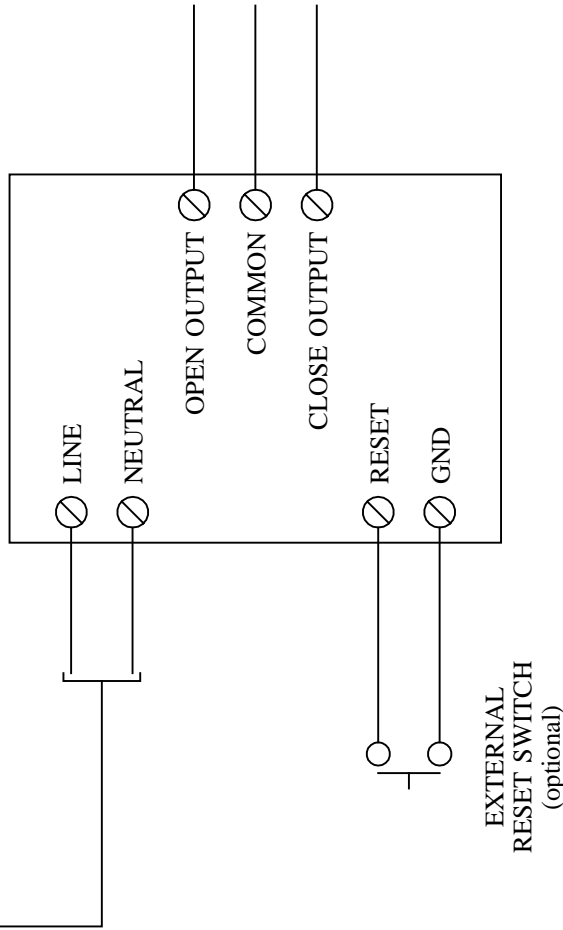 LINE
NEUTRAL
OPEN OUTPUT
COMMON
CLOSE OUTPUT
RESET
GND
EXTERNAL
RESET SWITCH
(optional)